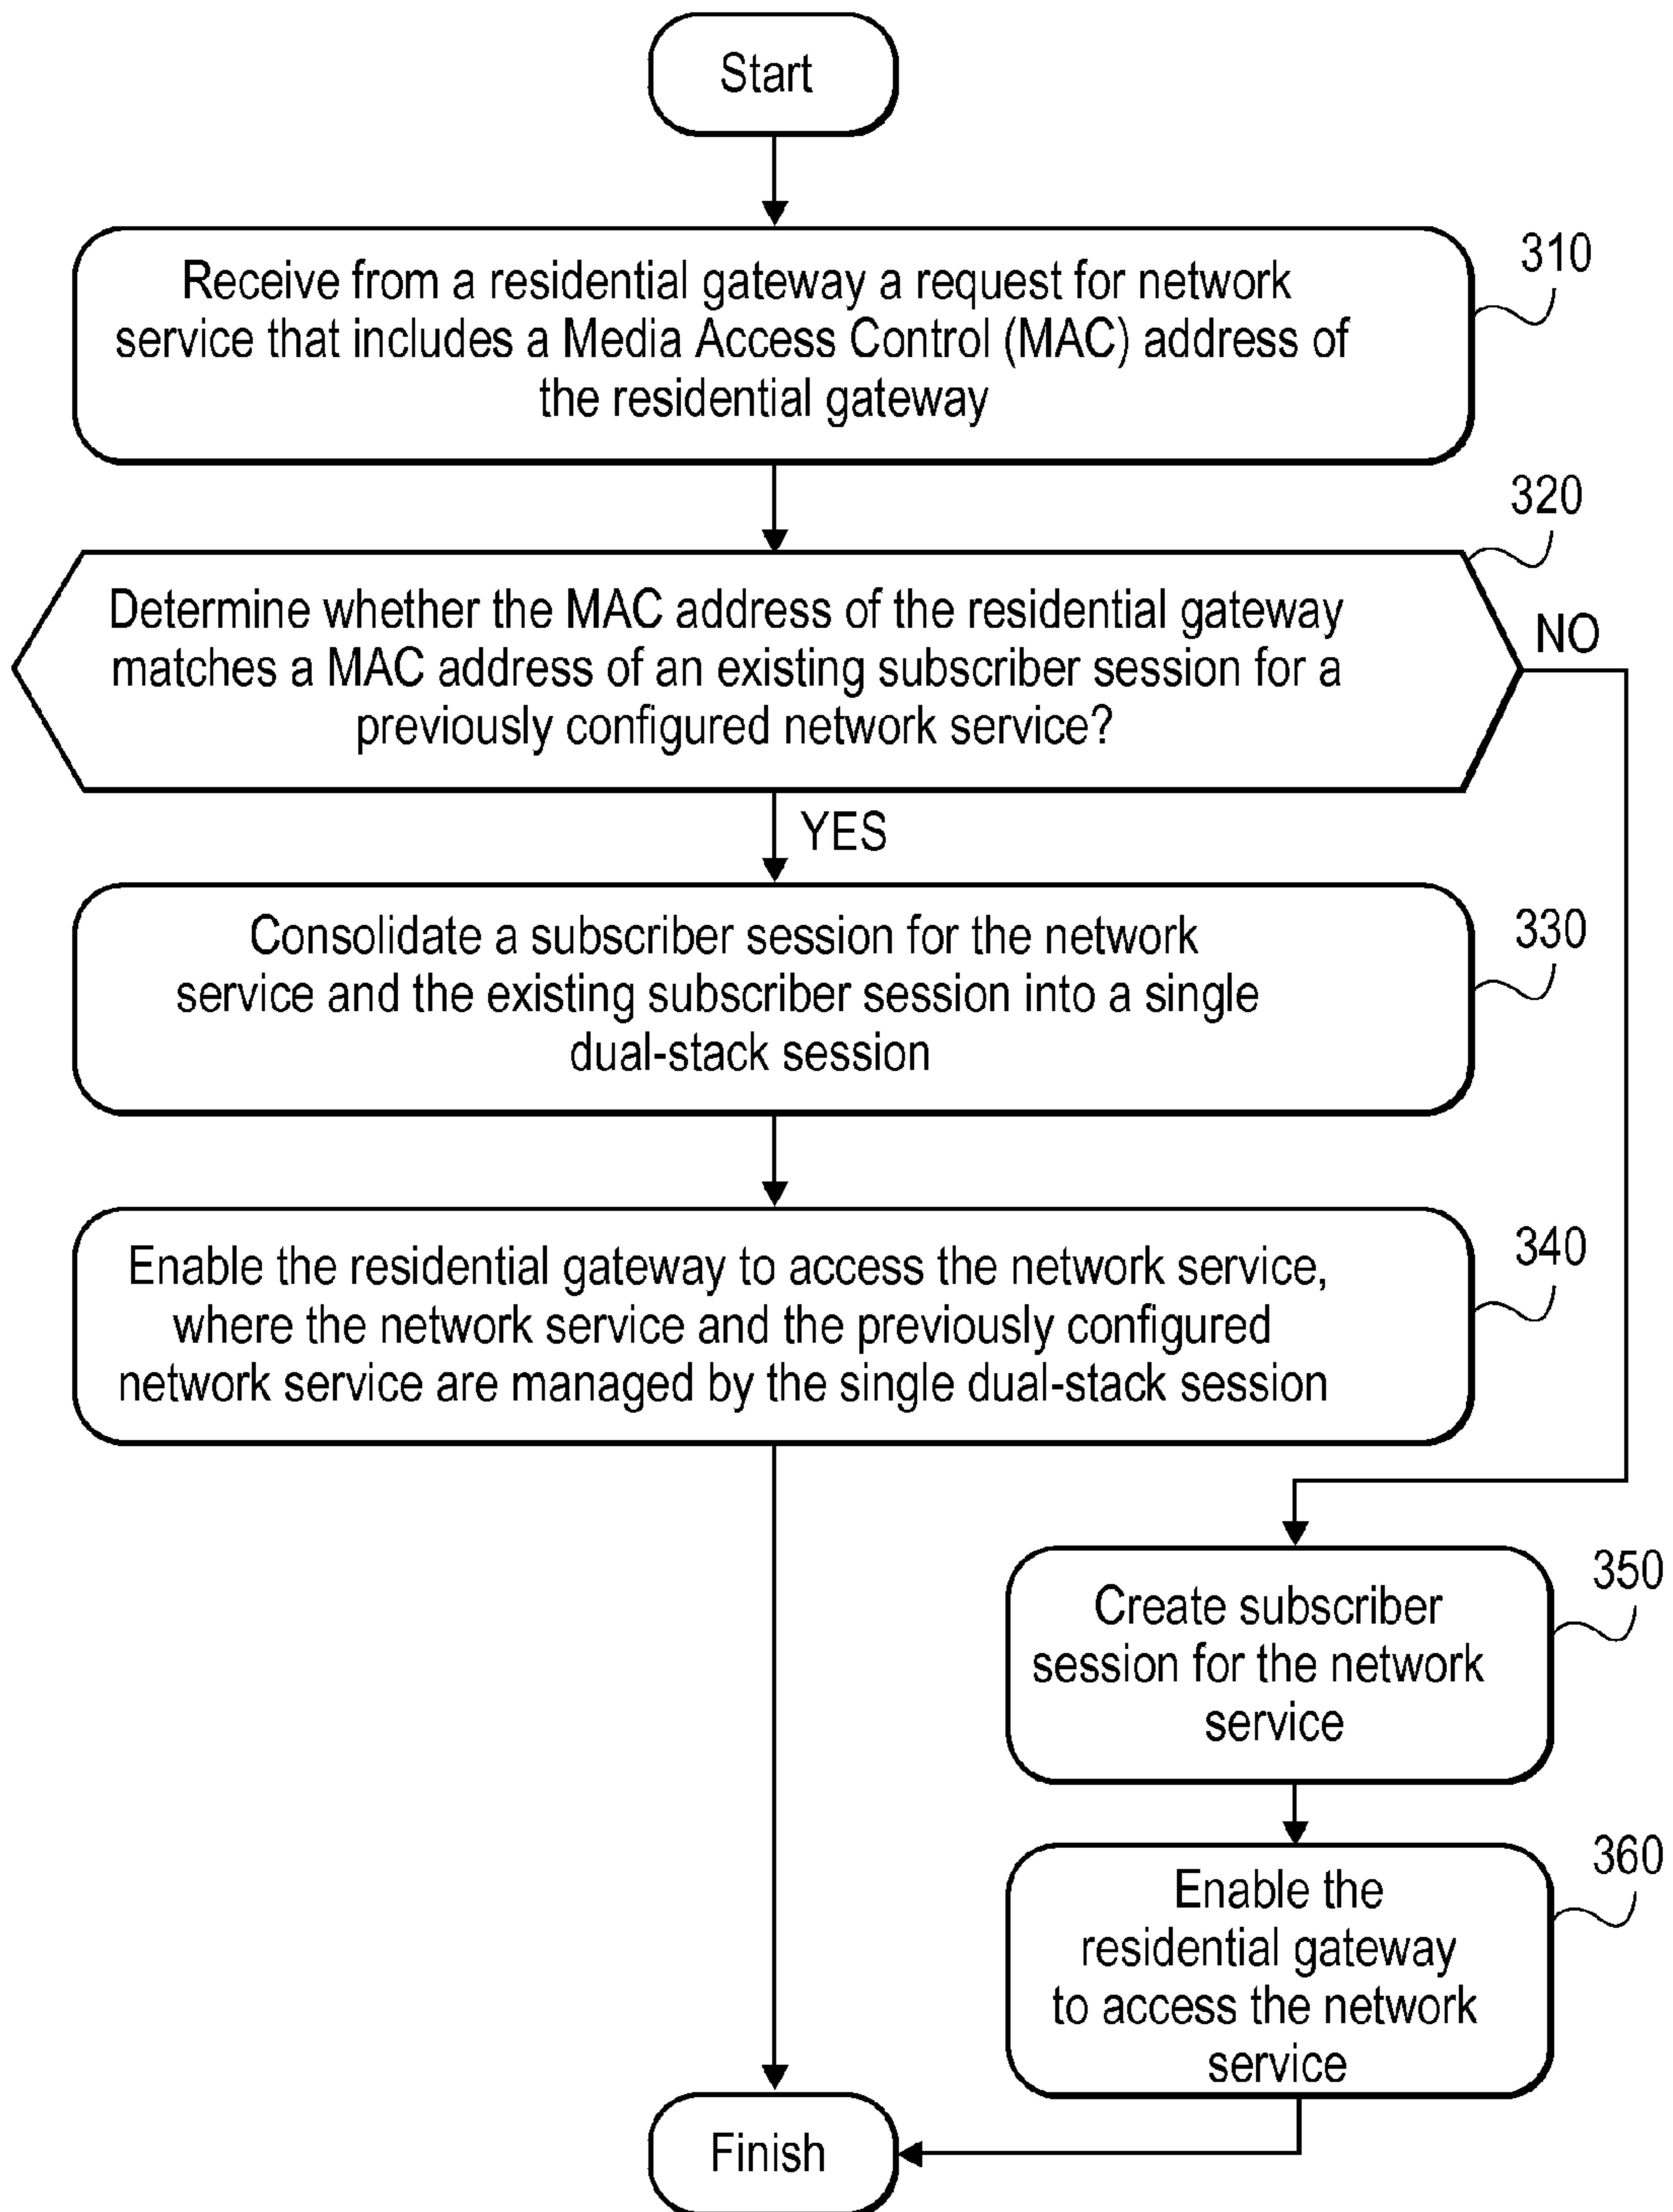 Start
Receive from a residential gateway a request for network
service that includes a Media Access Control (MAC) address of
the residential gateway
310
320
Determine whether the MAC address of the residential gateway
matches a MAC address of an existing subscriber session for a
previously configured network service?
NO
YES
Consolidate a subscriber session for the network
service and the existing subscriber session into a single
dual-stack session
330
Enable the residential gateway to access the network service,
where the network service and the previously configured
network service are managed by the single dual-stack session
340
Create subscriber
session for the network
service
350
Enable the
residential gateway
to access the network
service
360
Finish